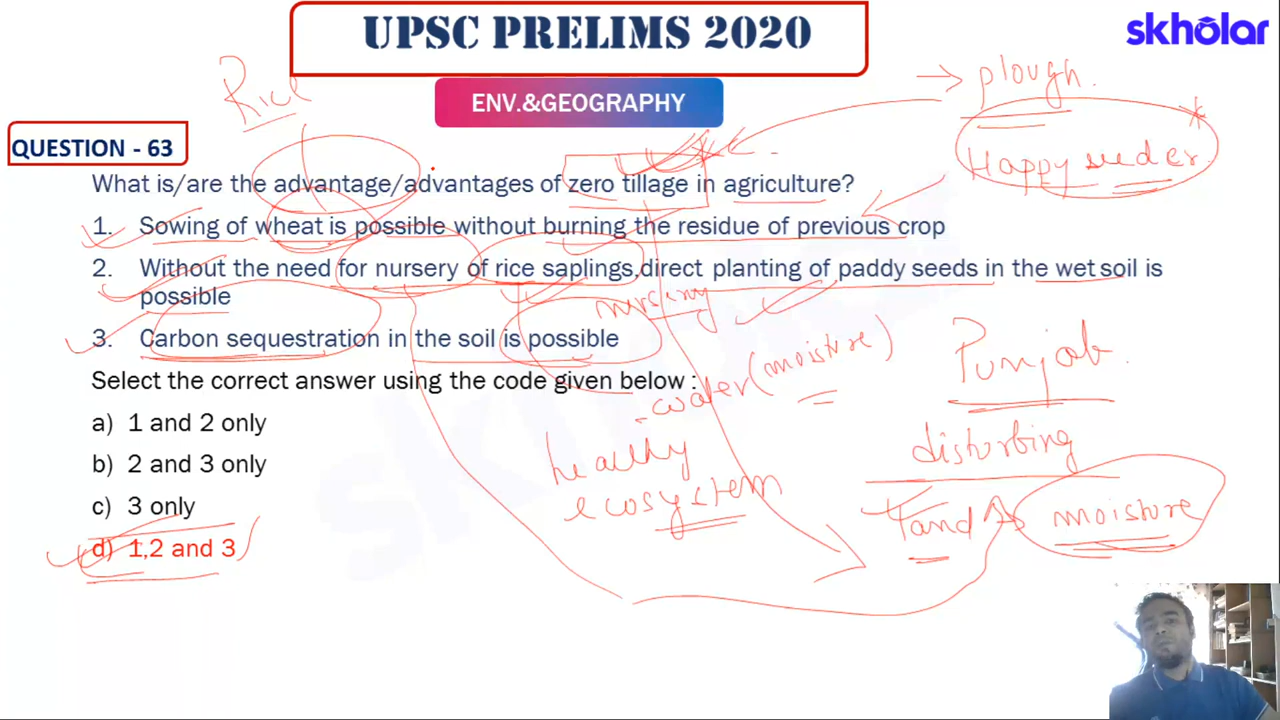 UPSC PRELIMS 2020
skholar
Rice
plough.
ENV.&GEOGRAPHY
Happy seeder
QUESTION - 63
What is/are the advantage/advantages of zero tillage in agriculture?
1. Sowing of wheat is possible without burning the residue of previous crop
2. Without the need for nursery of rice saplings,direct planting of paddy seeds in the wet soil is
possible
nursery
3. Carbon sequestration in the soil is possible
Punjab
water (moisture)
Select the correct answer using the code given below :
a) 1 and 2 only
disturbing
healthy
b) 2 and 3 only
ecosystem
c) 3 only
land
moisture
d) 1,2 and 3